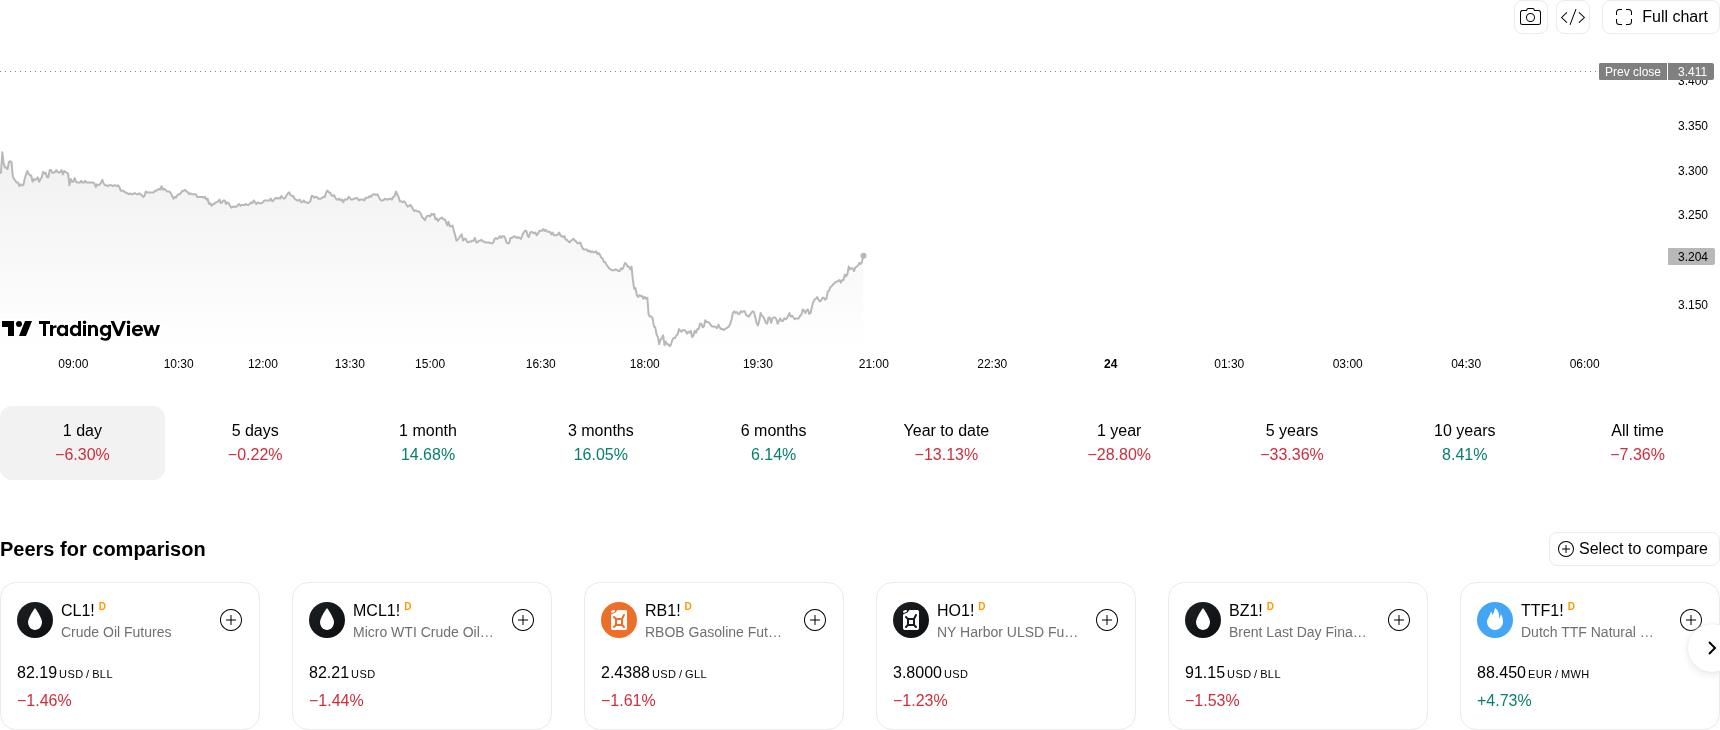 Full chart
Prev close 3.411
3.400
3.350
3.300
3.250
3.204
3.150
TradingView
09:00 10:30 12:00 13:30 15:00 16:30 18:00 19:30 21:00 22:30 24 01:30 03:00 04:30 06:00
1 day 5 days 1 month 3 months 6 months Year to date 1 year 5 years 10 years All time
−6.30% −0.22% 14.68% 16.05% 6.14% −13.13% −28.80% −33.36% 8.41% −7.36%
Peers for comparison
Select to compare
CL1! D
Crude Oil Futures
82.19 USD / BLL
−1.46%
MCL1! D
Micro WTI Crude Oil…
82.21 USD
−1.44%
RB1! D
RBOB Gasoline Fut…
2.4388 USD / GLL
−1.61%
HO1! D
NY Harbor ULSD Fu…
3.8000 USD
−1.23%
BZ1! D
Brent Last Day Fina…
91.15 USD / BLL
−1.53%
TTF1! D
Dutch TTF Natural …
88.450 EUR / MWH
+4.73%